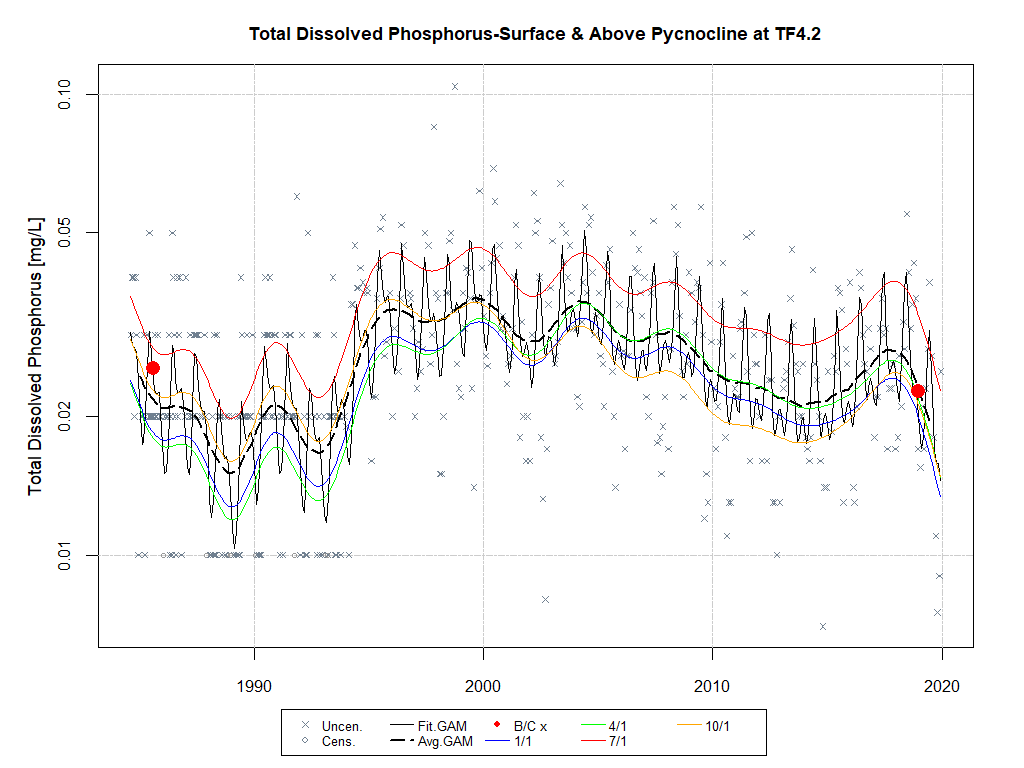 Total Dissolved Phosphorus-Surface & Above Pycnocline at TF4.2
Total Dissolved Phosphorus [mg/L]
0.10
0.05
0.02
0.01
1990 2000 2010 2020
Uncen. Fit.GAM B/C x 4/1 10/1
Cens. Avg.GAM 1/1 7/1